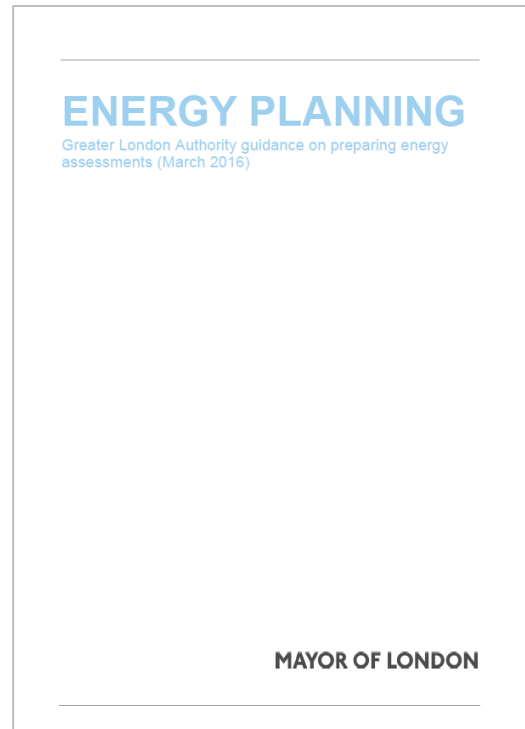 ENERGY PLANNING
Greater London Authority guidance on preparing energy
assessments (March 2016)
MAYOR OF LONDON